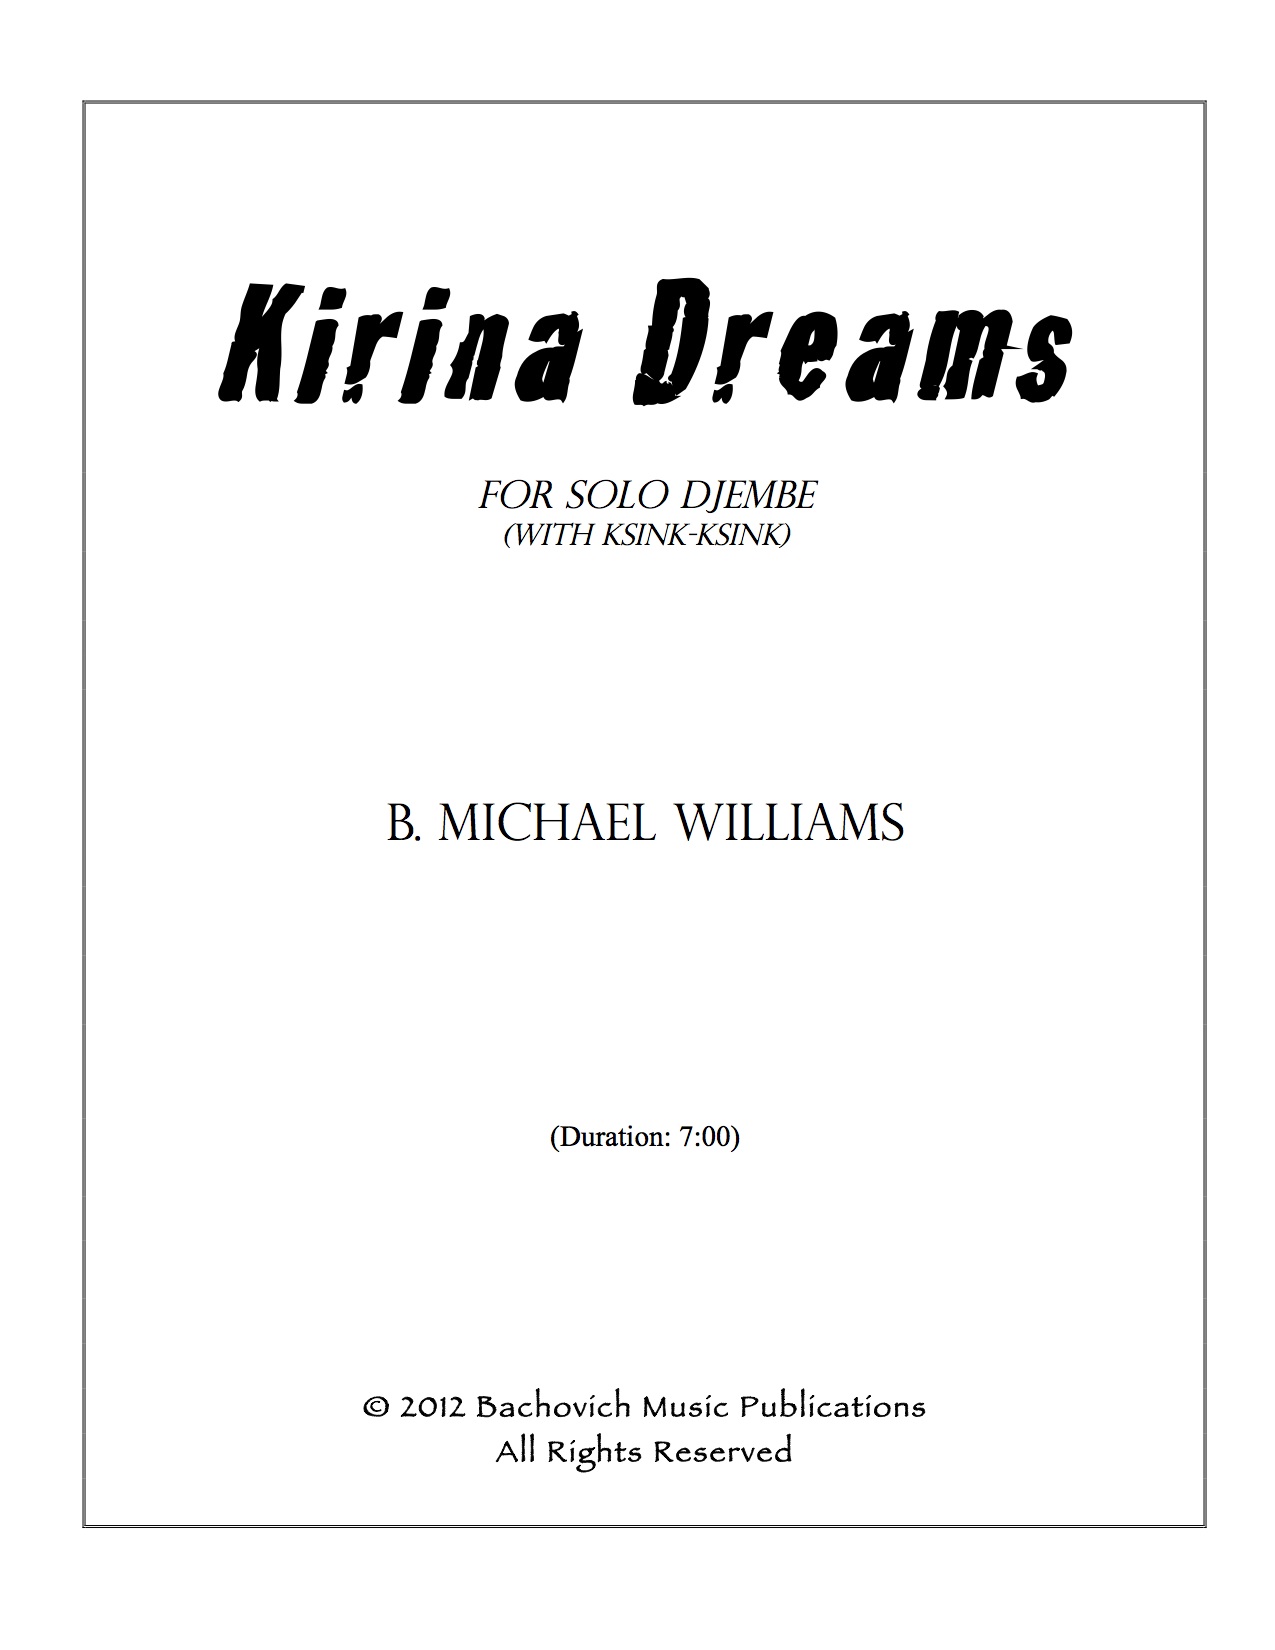 Kirina Dreams
FOR SOLO DJEMBE
(WITH KSINK-KSINK)
B. MICHAEL WILLIAMS
(Duration: 7:00)
© 2012 Bachovich Music Publications
All Rights Reserved